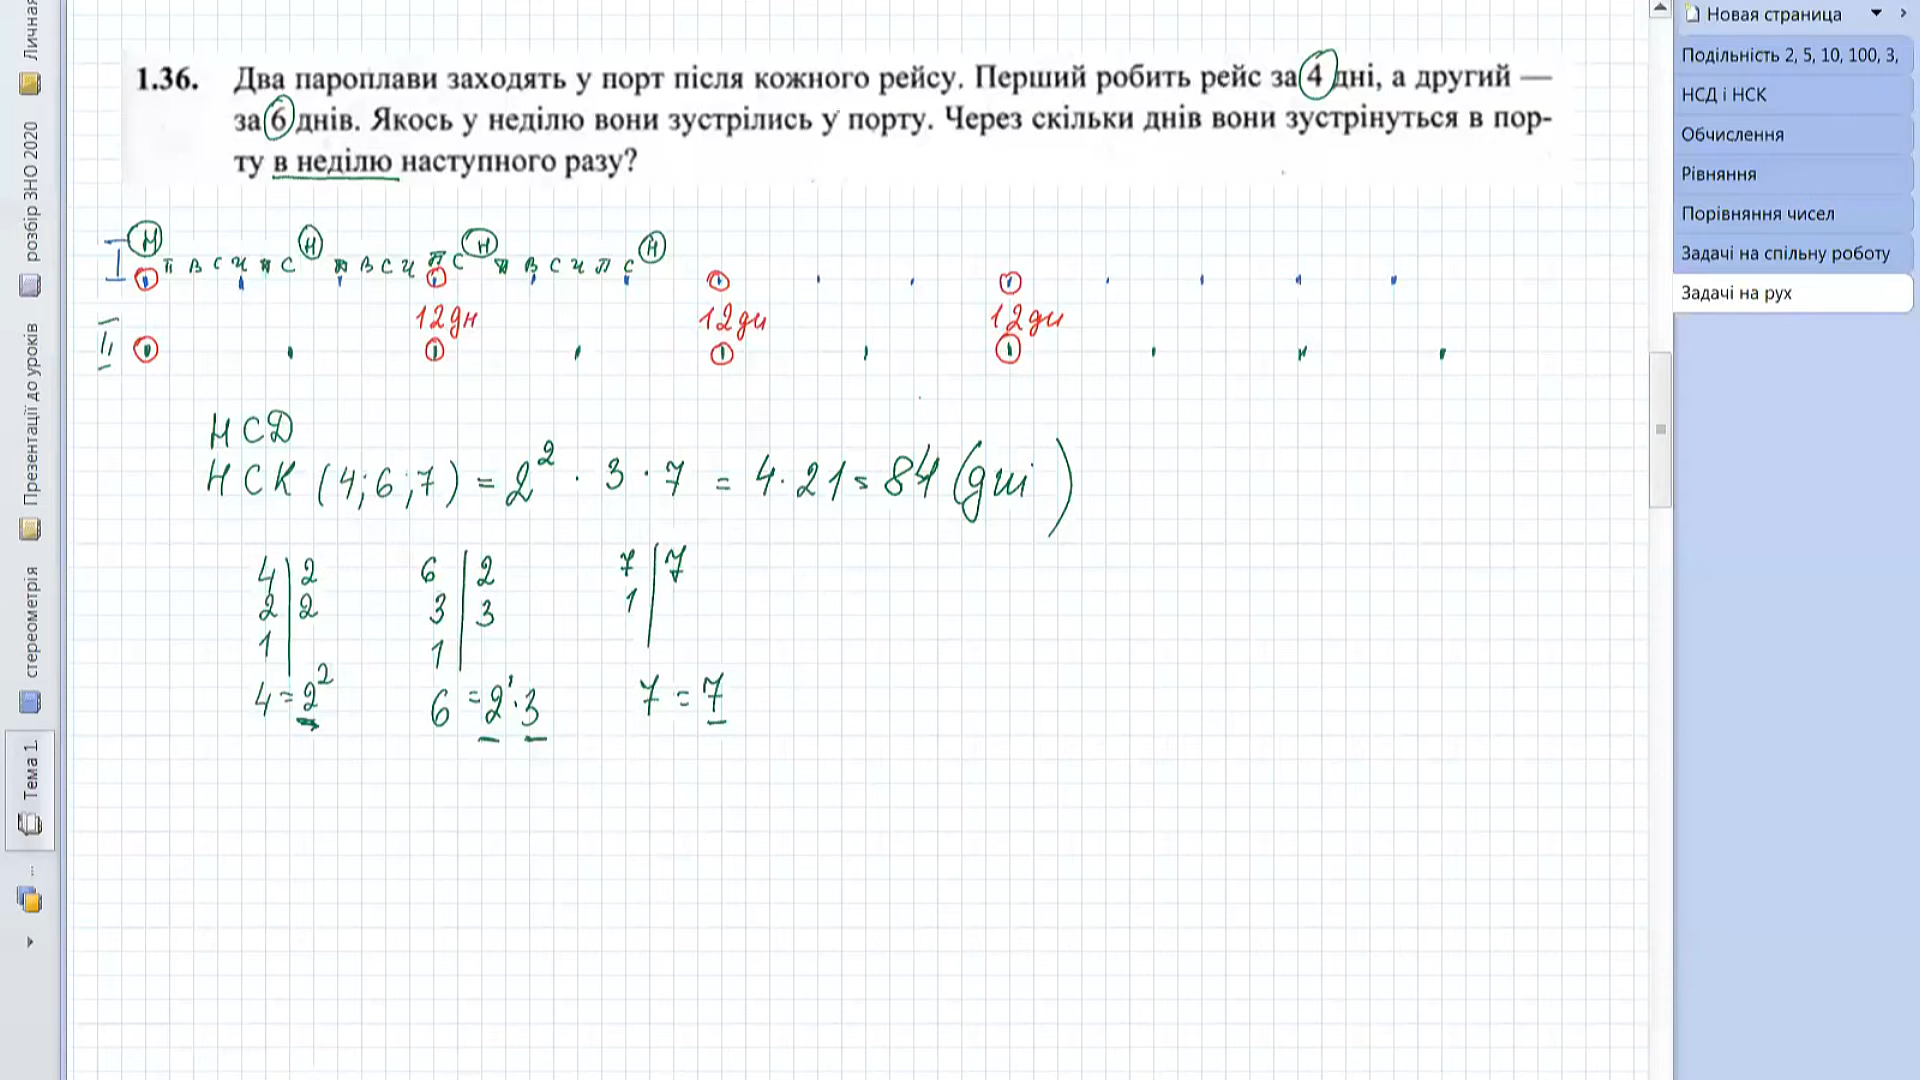 1.36. Два пароплави заходять у порт після кожного рейсу. Перший робить рейс за 4 дні, а другий —
за 6 днів. Якось у неділю вони зустрілись у порту. Через скільки днів вони зустрінуться в пор-
ту в неділю наступного разу?
I Н П В С Ч П С Н П В С Ч П С Н П В С Ч П С Н
12дн 12дн 12дн
II
НСД
НСК (4;6;7) = 2² · 3 · 7 = 4·21= 84 (дні)
4 | 2 6 | 2 7 | 7
2 | 2 3 | 3 1
1 1
4 = 2² 6 = 2¹·3 7 = 7
Новая страница
Подільність 2, 5, 10, 100, 3,
НСД і НСК
Обчислення
Рівняння
Порівняння чисел
Задачі на спільну роботу
Задачі на рух
Личная
розбір ЗНО 2020
Презентації до уроків
стереометрія
Тема 1.
...